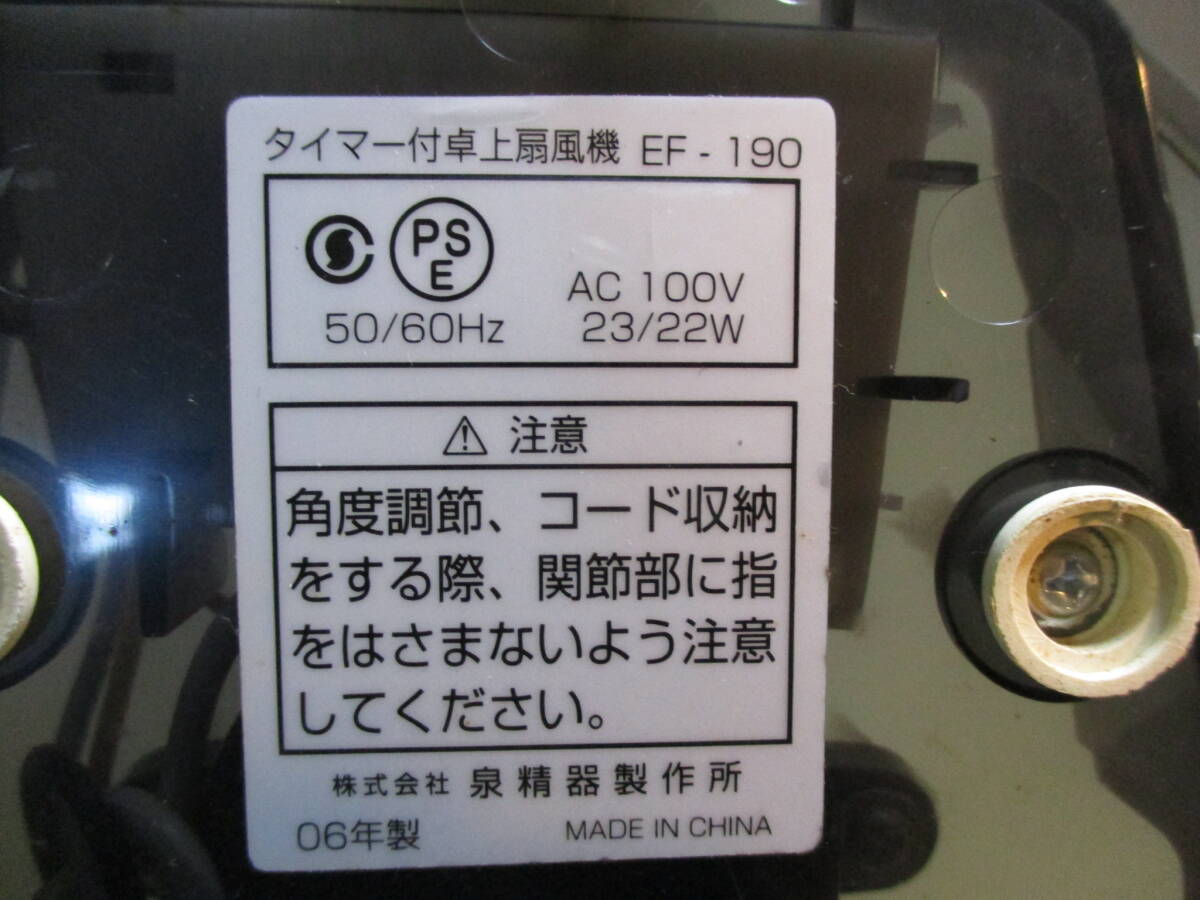 タイマー付卓上扇風機 EF - 190
PS
E
AC 100V
50/60Hz 23/22W
⚠ 注意
角度調節、コード収納
をする際、関節部に指
をはさまないよう注意
してください。
株式会社 泉精器製作所
06年製 MADE IN CHINA